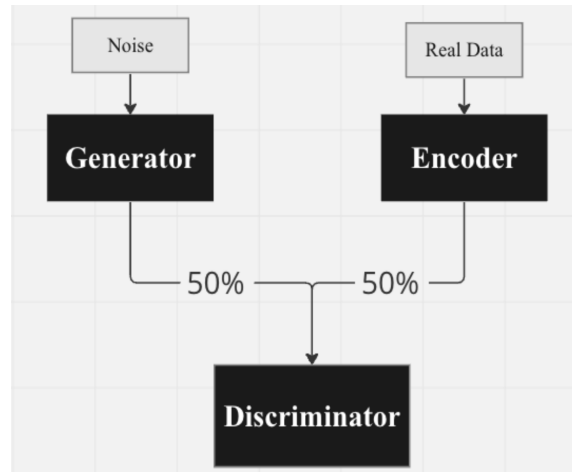 Noise
Real Data
Generator
Encoder
50%
50%
Discriminator